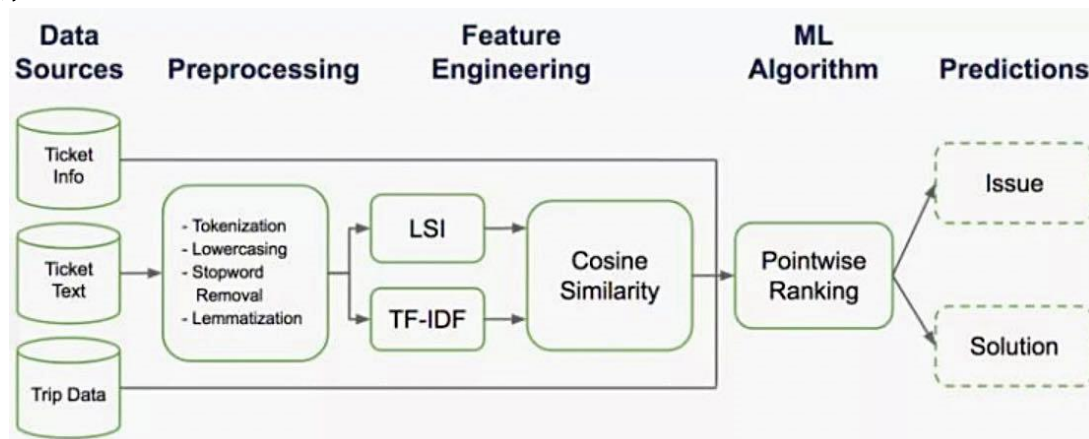 Data
Sources
Preprocessing
Feature
Engineering
ML
Algorithm
Predictions
Ticket
Info
Ticket
Text
Trip Data
- Tokenization
- Lowercasing
- Stopword
Removal
- Lemmatization
LSI
TF-IDF
Cosine
Similarity
Pointwise
Ranking
Issue
Solution